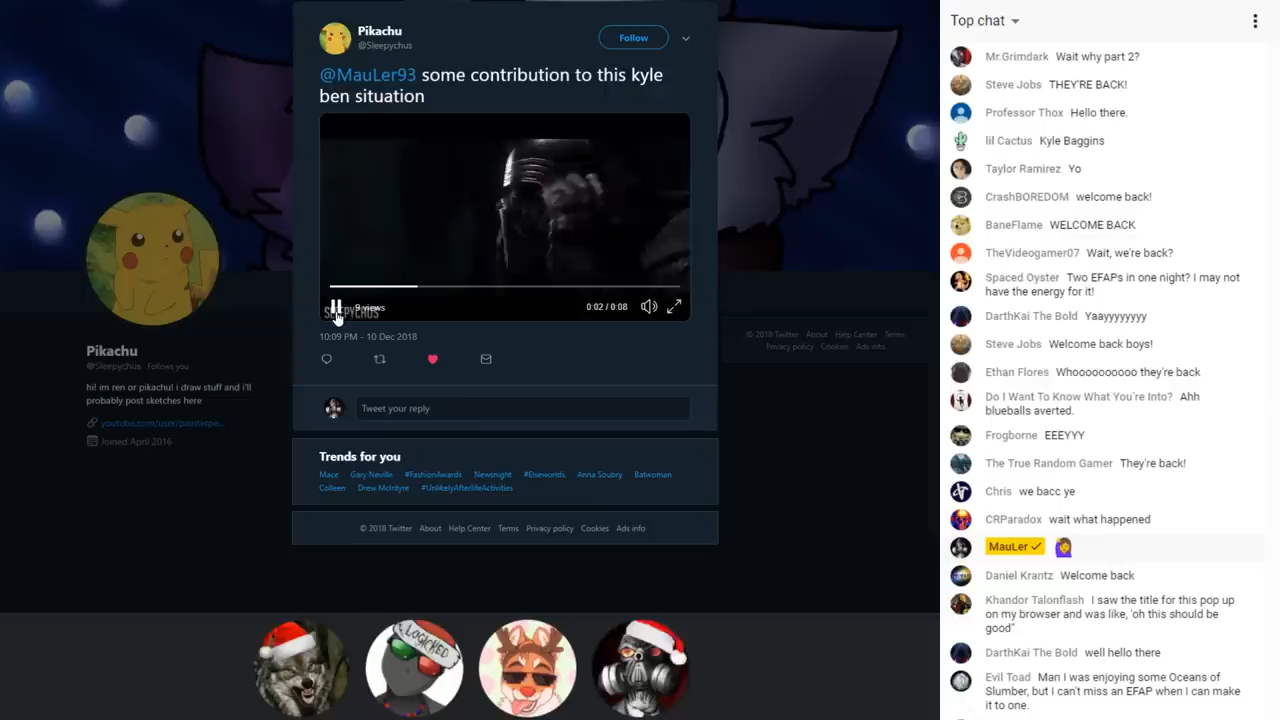 Pikachu
@Sleepychus
Follow
@MauLer93 some contribution to this kyle
ben situation
9 views
SLEEPYCHUS
0:02 / 0:08
10:09 PM - 10 Dec 2018
Tweet your reply
Trends for you
Mace Gary Neville #FashionAwards Newsnight #Elseworlds Anna Soubry Batwoman
Colleen Drew McIntyre #UnlikelyAfterlifeActivities
© 2018 Twitter About Help Center Terms Privacy policy Cookies Ads info
Pikachu
@Sleepychus Follows you
hi! im ren or pikachu! i draw stuff and i'll
probably post sketches here
Joined April 2016
© 2018 Twitter About Help Center Terms
Privacy policy Cookies Ads info
LOGICKED
Top chat
Mr.Grimdark Wait why part 2?
Steve Jobs THEY'RE BACK!
Professor Thox Hello there.
lil Cactus Kyle Baggins
Taylor Ramirez Yo
CrashBOREDOM welcome back!
BaneFlame WELCOME BACK
TheVideogamer07 Wait, we're back?
Spaced Oyster Two EFAPs in one night? I may not
have the energy for it!
DarthKai The Bold Yaayyyyyyy
Steve Jobs Welcome back boys!
Ethan Flores Whoooooooooo they're back
Do I Want To Know What You're Into? Ahh
blueballs averted.
Frogborne EEEYYY
The True Random Gamer They're back!
Chris we bacc ye
CRParadox wait what happened
MauLer
Daniel Krantz Welcome back
Khandor Talonflash I saw the title for this pop up
on my browser and was like, 'oh this should be
good"
DarthKai The Bold well hello there
Evil Toad Man I was enjoying some Oceans of
Slumber, but I can't miss an EFAP when I can make
it to one.